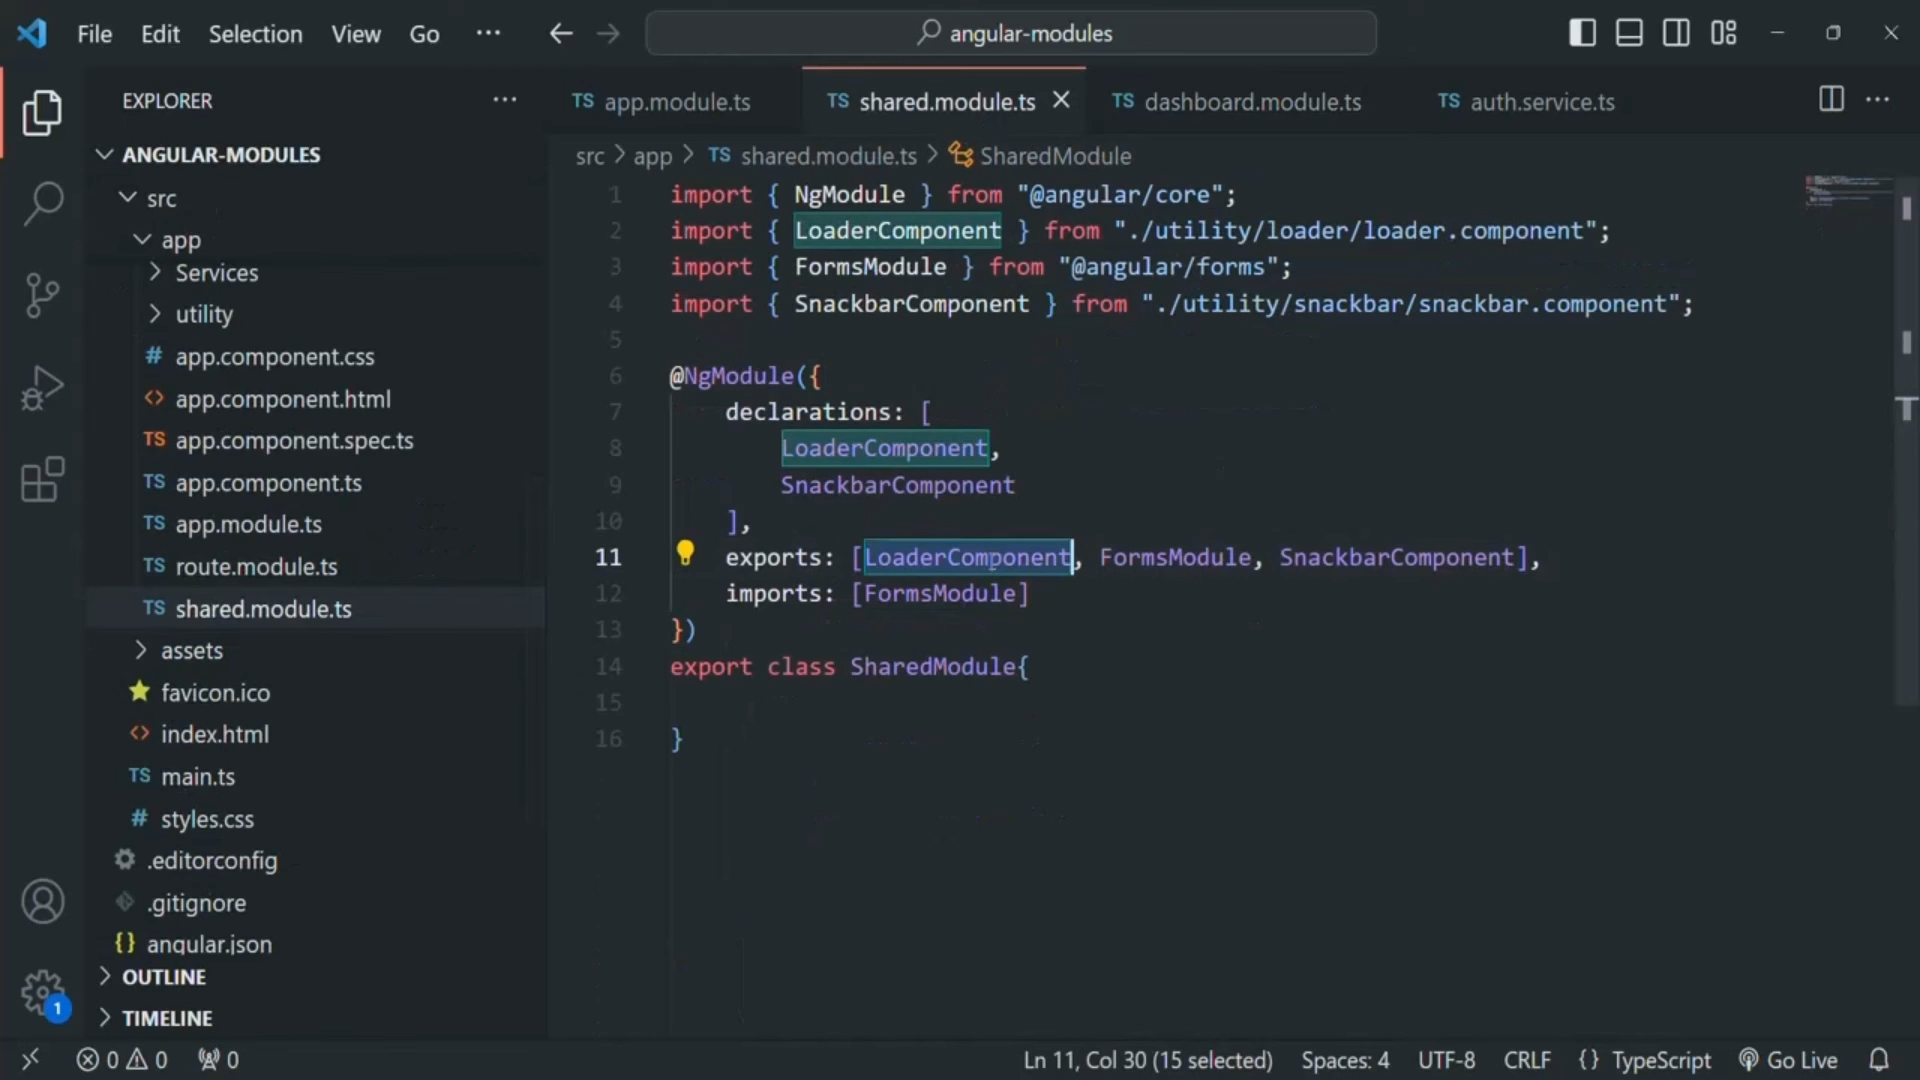 File Edit Selection View Go ··· angular-modules
EXPLORER ···
ANGULAR-MODULES
src
app
Services
utility
# app.component.css
<> app.component.html
TS app.component.spec.ts
TS app.component.ts
TS app.module.ts
TS route.module.ts
TS shared.module.ts
assets
favicon.ico
<> index.html
TS main.ts
# styles.css
.editorconfig
.gitignore
{} angular.json
OUTLINE
TIMELINE
1
TS app.module.ts TS shared.module.ts TS dashboard.module.ts TS auth.service.ts ···
src > app > TS shared.module.ts > SharedModule
1 import { NgModule } from "@angular/core";
2 import { LoaderComponent } from "./utility/loader/loader.component";
3 import { FormsModule } from "@angular/forms";
4 import { SnackbarComponent } from "./utility/snackbar/snackbar.component";
5
6 @NgModule({
7 declarations: [
8 LoaderComponent,
9 SnackbarComponent
10 ],
11 exports: [LoaderComponent, FormsModule, SnackbarComponent],
12 imports: [FormsModule]
13 })
14 export class SharedModule{
15
16 }
0 0 0 Ln 11, Col 30 (15 selected) Spaces: 4 UTF-8 CRLF {} TypeScript Go Live